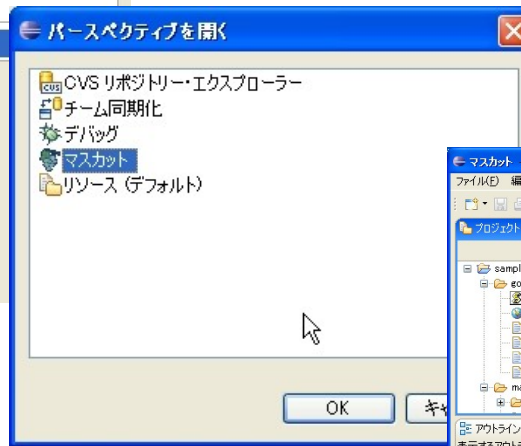 パースペクティブを開く
CVS リポジトリー・エクスプローラー
チーム同期化
デバッグ
マスカット
リソース (デフォルト)
OK
マスカット
ファイル(F)
プロジェクト
アウトライン